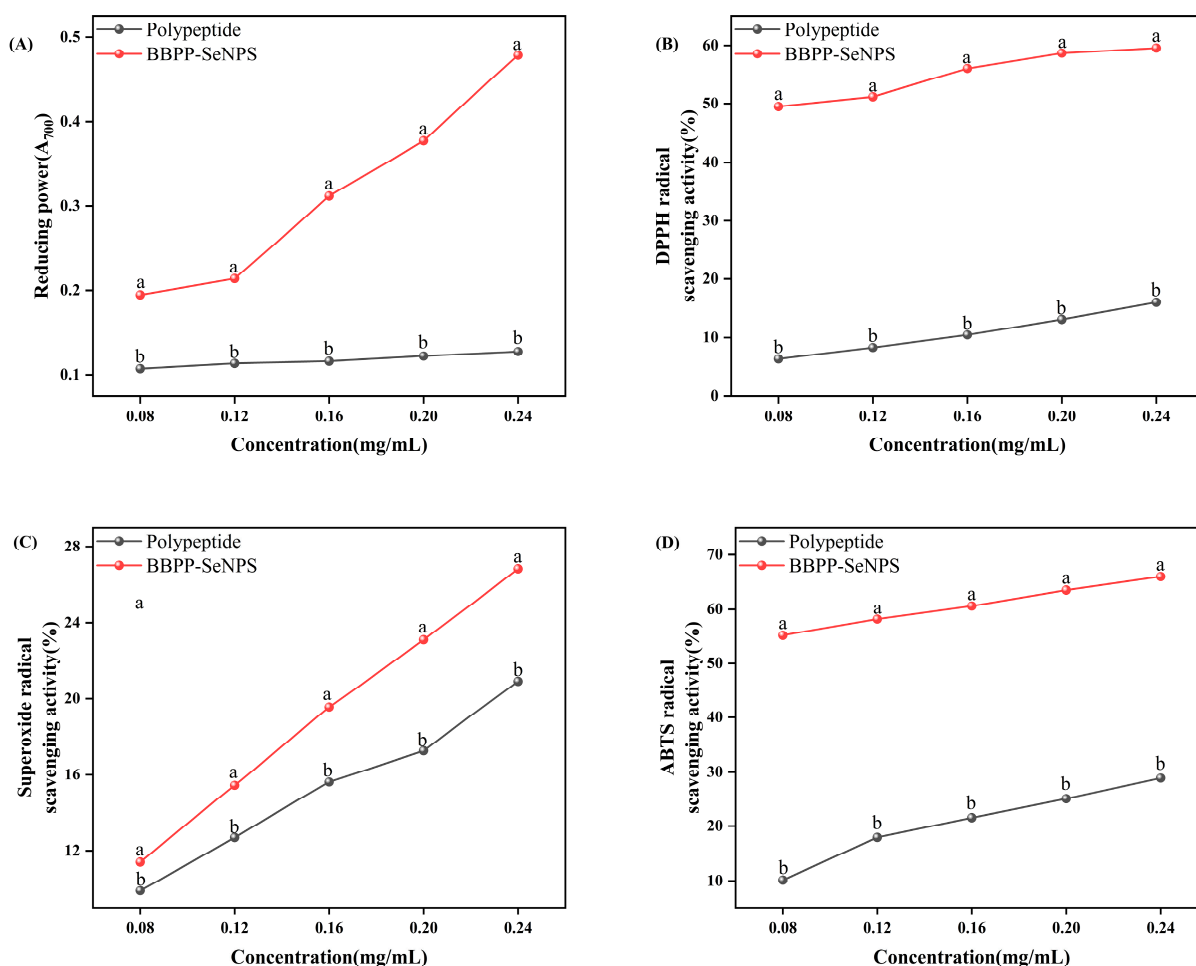 (A)
Polypeptide
BBPP-SeNPS
Reducing power(A700)
0.5
0.4
0.3
0.2
0.1
a
a
a
a
a
b
b
b
b
b
0.08 0.12 0.16 0.20 0.24
Concentration(mg/mL)
(B)
Polypeptide
BBPP-SeNPS
DPPH radical
scavenging activity(%)
60
50
40
30
20
10
0
a
a
a
a
a
b
b
b
b
b
0.08 0.12 0.16 0.20 0.24
Concentration(mg/mL)
(C)
Polypeptide
BBPP-SeNPS
Superoxide radical
scavenging activity(%)
28
24
20
16
12
a
a
a
a
a
a
b
b
b
b
b
0.08 0.12 0.16 0.20 0.24
Concentration(mg/mL)
(D)
Polypeptide
BBPP-SeNPS
ABTS radical
scavenging activity(%)
70
60
50
40
30
20
10
a
a
a
a
a
b
b
b
b
b
0.08 0.12 0.16 0.20 0.24
Concentration(mg/mL)